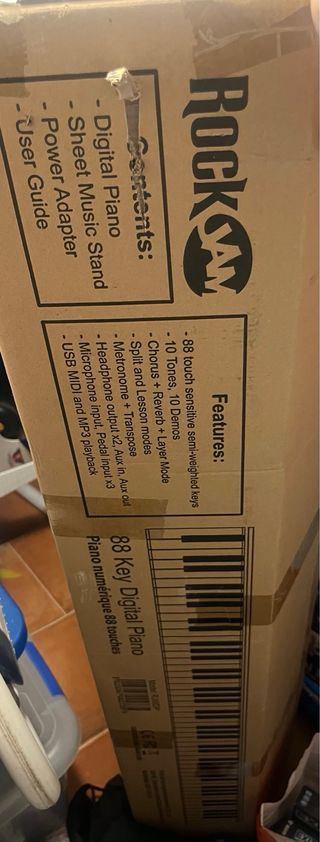 ROCKJAM
Contents:
- Digital Piano
- Sheet Music Stand
- Power Adapter
- User Guide
Features:
- 88 touch sensitive semi-weighted keys
- 10 Tones, 10 Demos
- Chorus + Reverb + Layer Mode
- Split and Lesson modes
- Metronome + Transpose
- Headphone output x2, Aux in, Aux out
- Microphone input, Pedal input x3
- USB MIDI and MP3 playback
88 Key Digital Piano
Piano numérique 88 touches